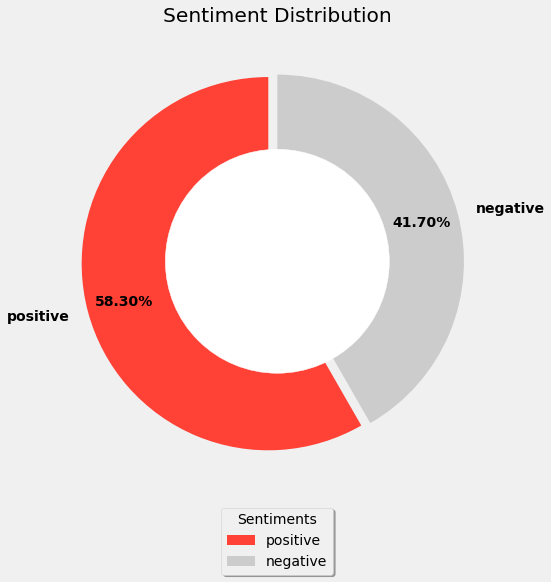 Sentiment Distribution
negative
41.70%
58.30%
positive
Sentiments
positive
negative